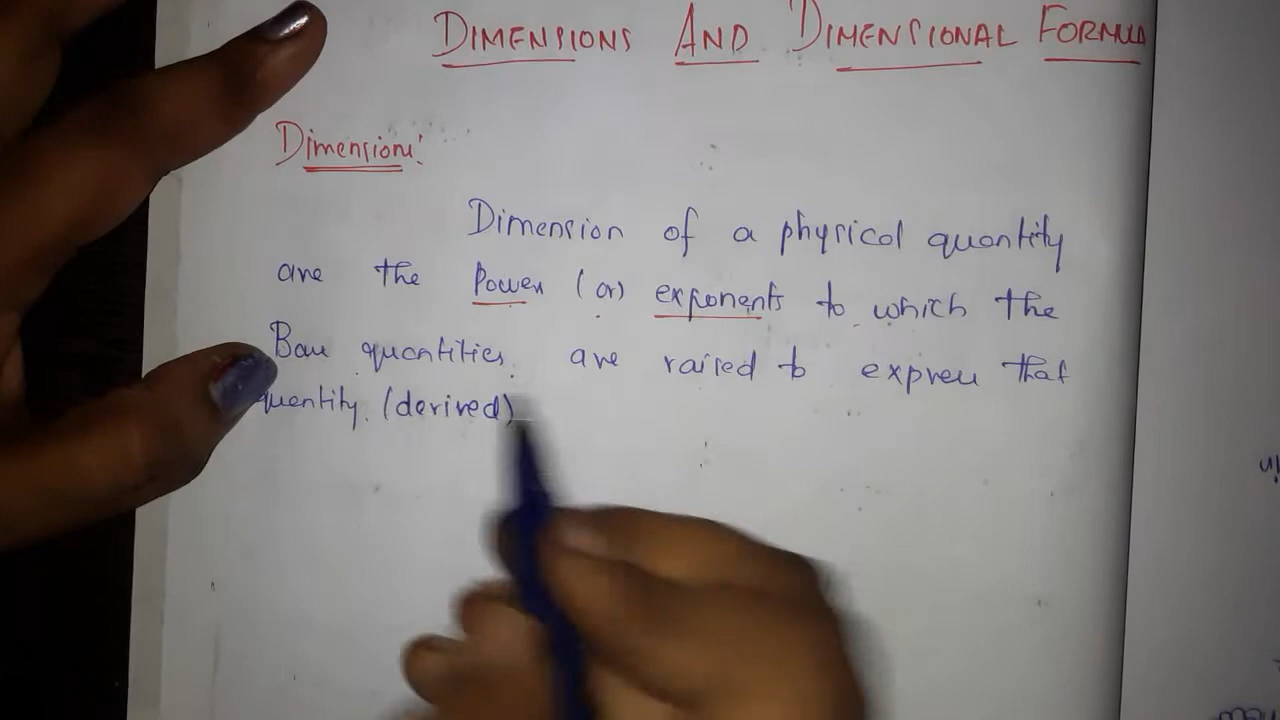 DIMENSIONS AND DIMENSIONAL FORMULA
Dimensions:
Dimension of a physical quantity
are the Power (or) exponents to which the
Base quantities are raised to express that
quantity. (derived)